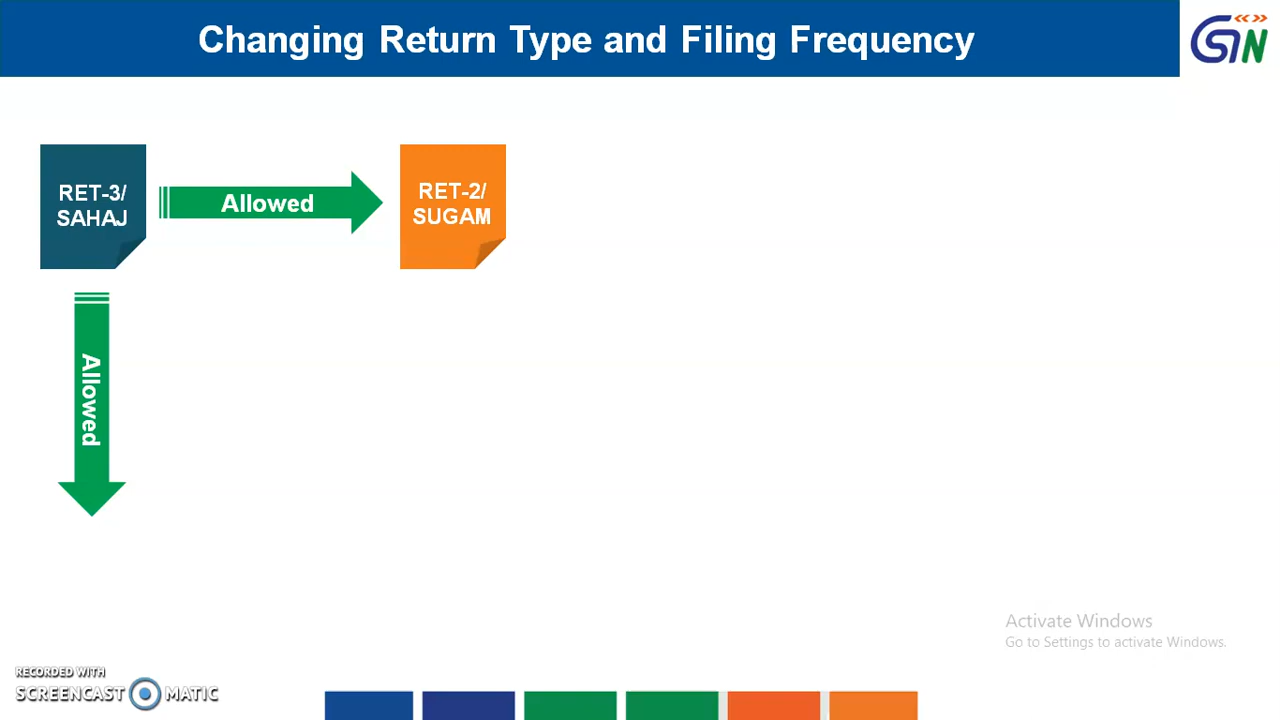 Changing Return Type and Filing Frequency
GSTN
RET-3/
SAHAJ
Allowed
RET-2/
SUGAM
Allowed
Activate Windows
Go to Settings to activate Windows.
RECORDED WITH
SCREENCAST MATIC